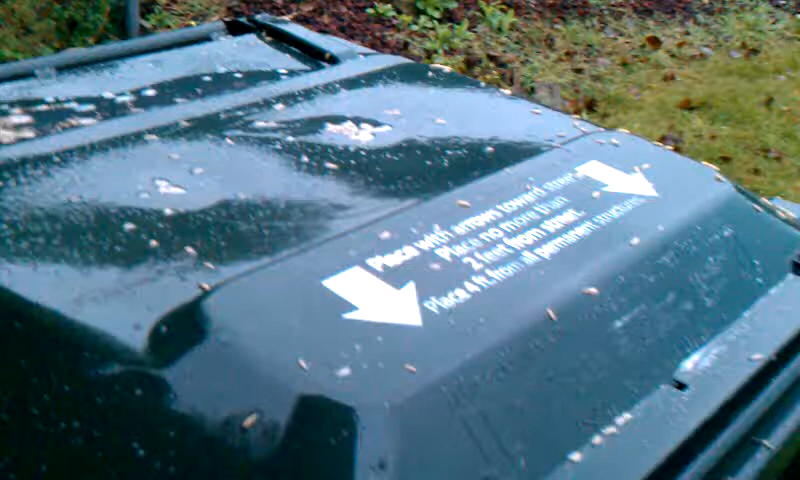 Place with arrows toward street
Place no more than
2 feet from street.
Place 4 ft. from all permanent structures